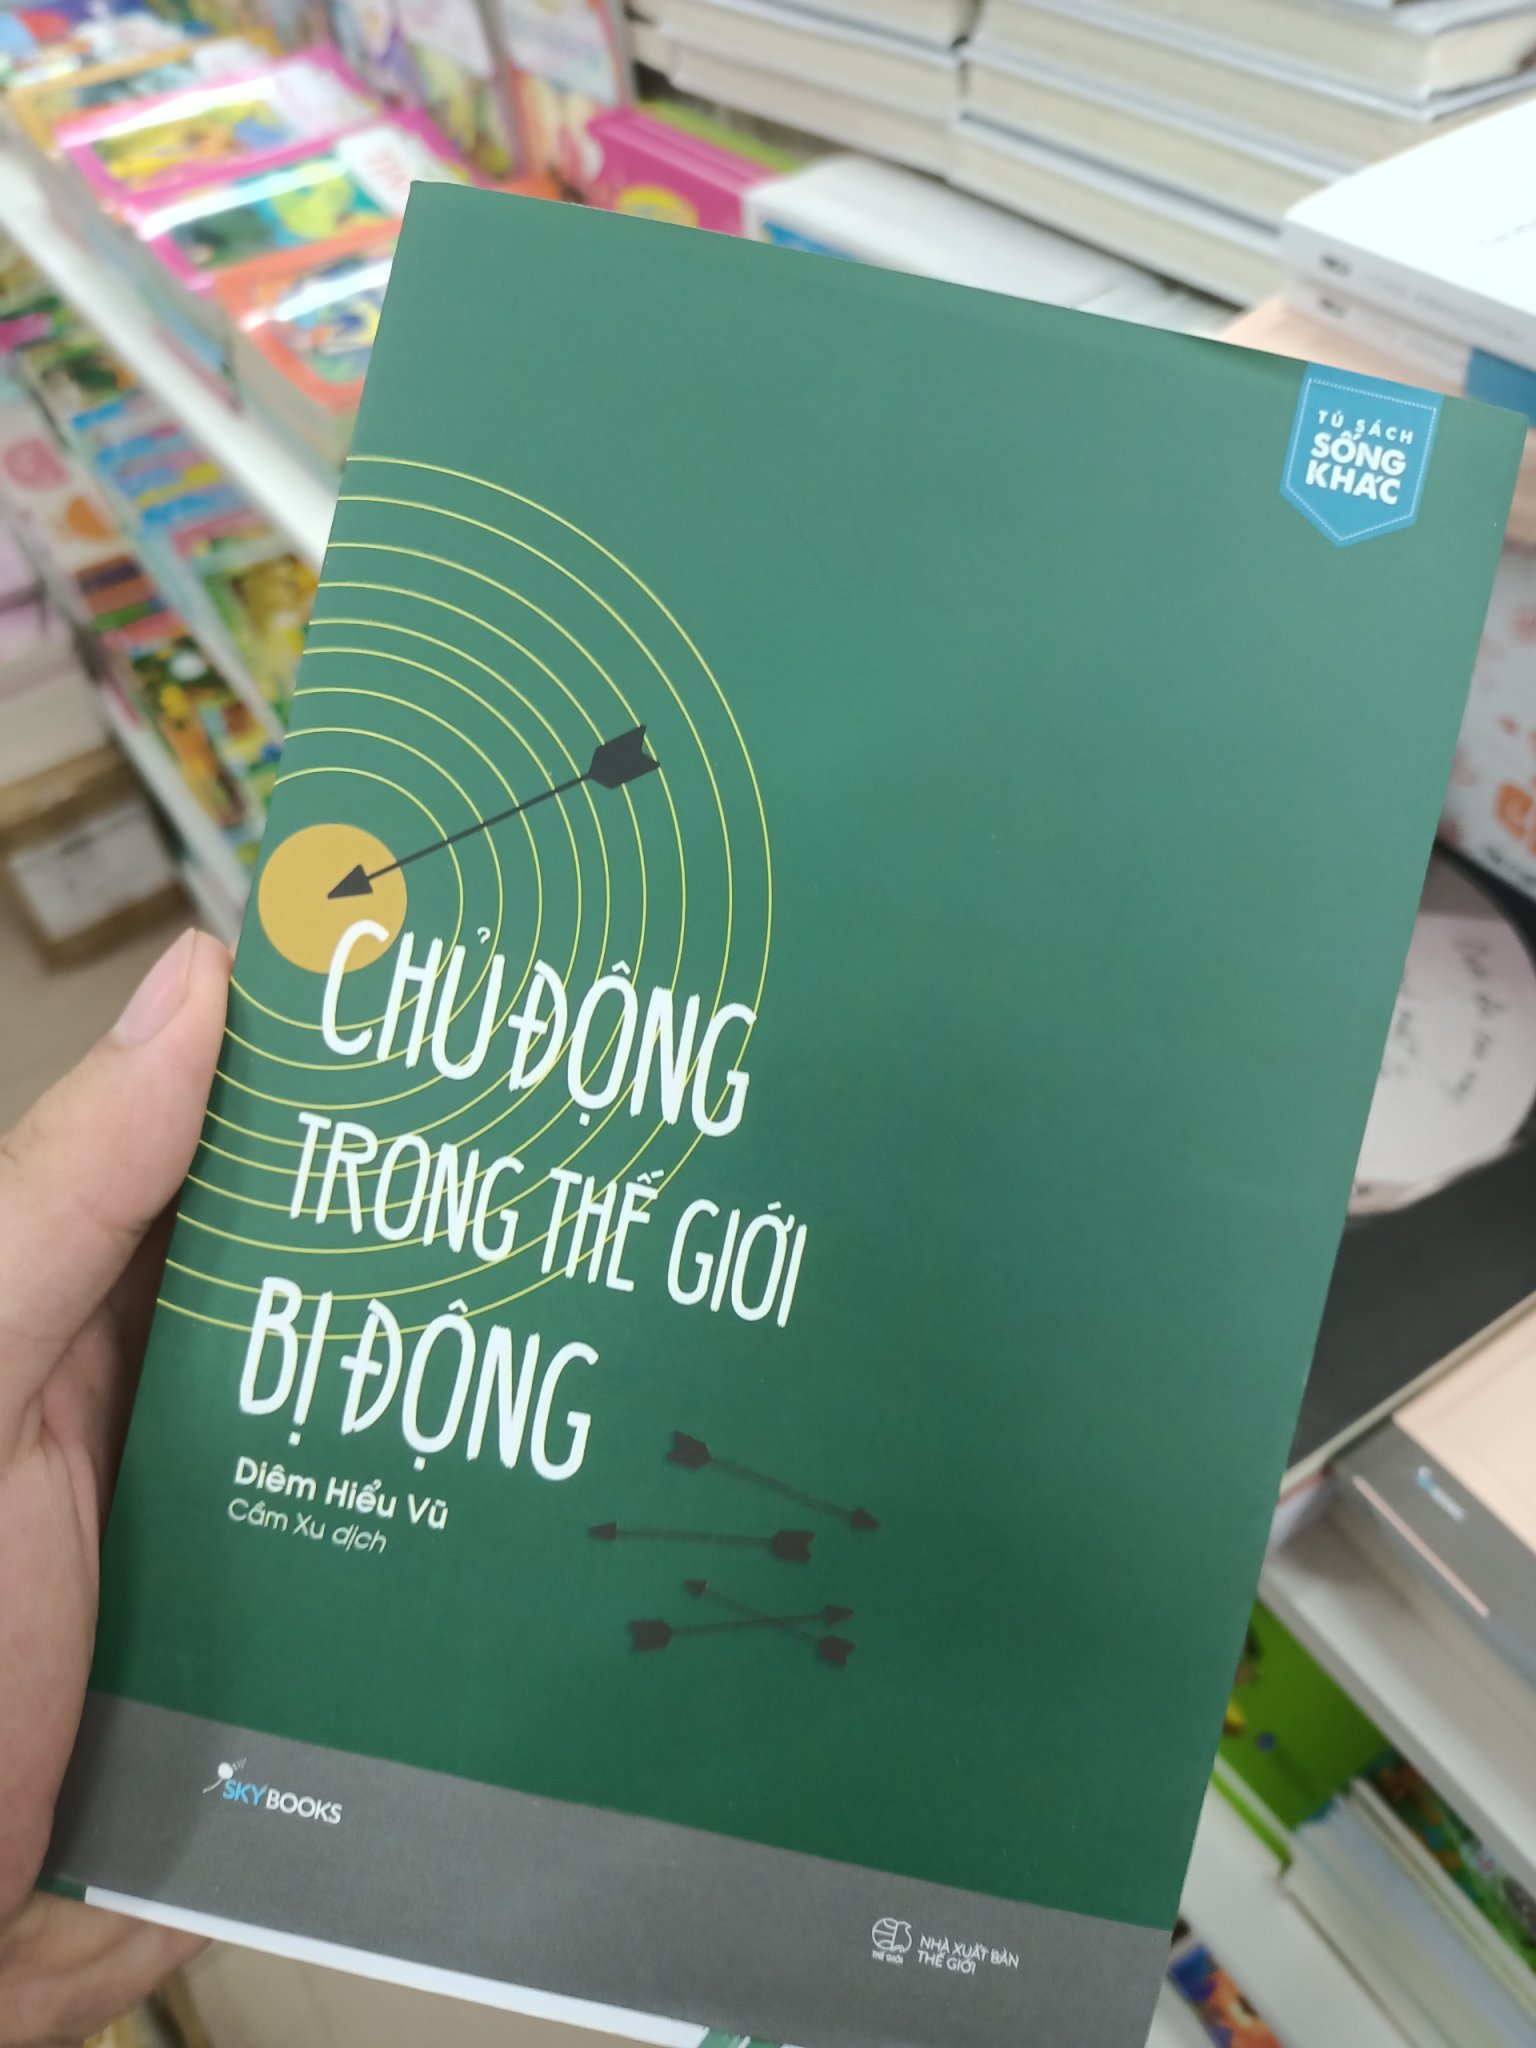 TỦ SÁCH
SỐNG
KHÁC
CHỦ ĐỘNG
TRONG THẾ GIỚI
BỊ ĐỘNG
Diêm Hiểu Vũ
Cầm Xu dịch
SKYBOOKS
THẾ GIỚI
NHÀ XUẤT BẢN
THẾ GIỚI